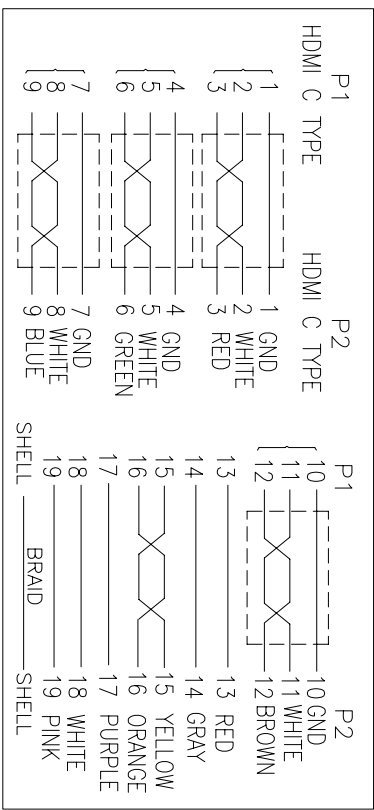 P1 P2
HDMI C TYPE HDMI C TYPE
1 1 GND
2 2 WHITE
3 3 RED
4 4 GND
5 5 WHITE
6 6 GREEN
7 7 GND
8 8 WHITE
9 9 BLUE
P1 P2
10 10 GND
11 11 WHITE
12 12 BROWN
13 13 RED
14 14 GRAY
15 15 YELLOW
16 16 ORANGE
17 17 PURPLE
18 18 WHITE
19 19 PINK
SHELL BRAID SHELL